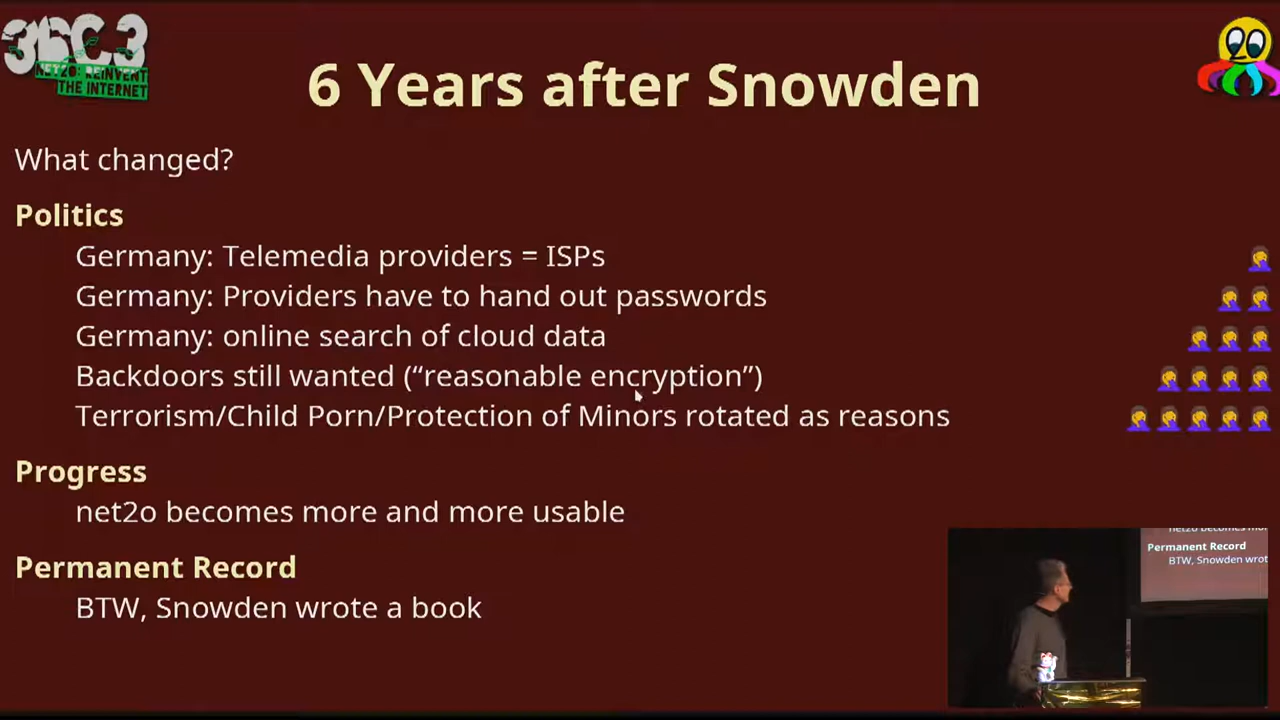 36C3
NET2O: REINVENT
THE INTERNET
6 Years after Snowden
What changed?
Politics
Germany: Telemedia providers = ISPs
Germany: Providers have to hand out passwords
Germany: online search of cloud data
Backdoors still wanted (“reasonable encryption”)
Terrorism/Child Porn/Protection of Minors rotated as reasons
Progress
net2o becomes more and more usable
Permanent Record
BTW, Snowden wrote a book
net2o becomes mor
Permanent Record
BTW, Snowden wrot